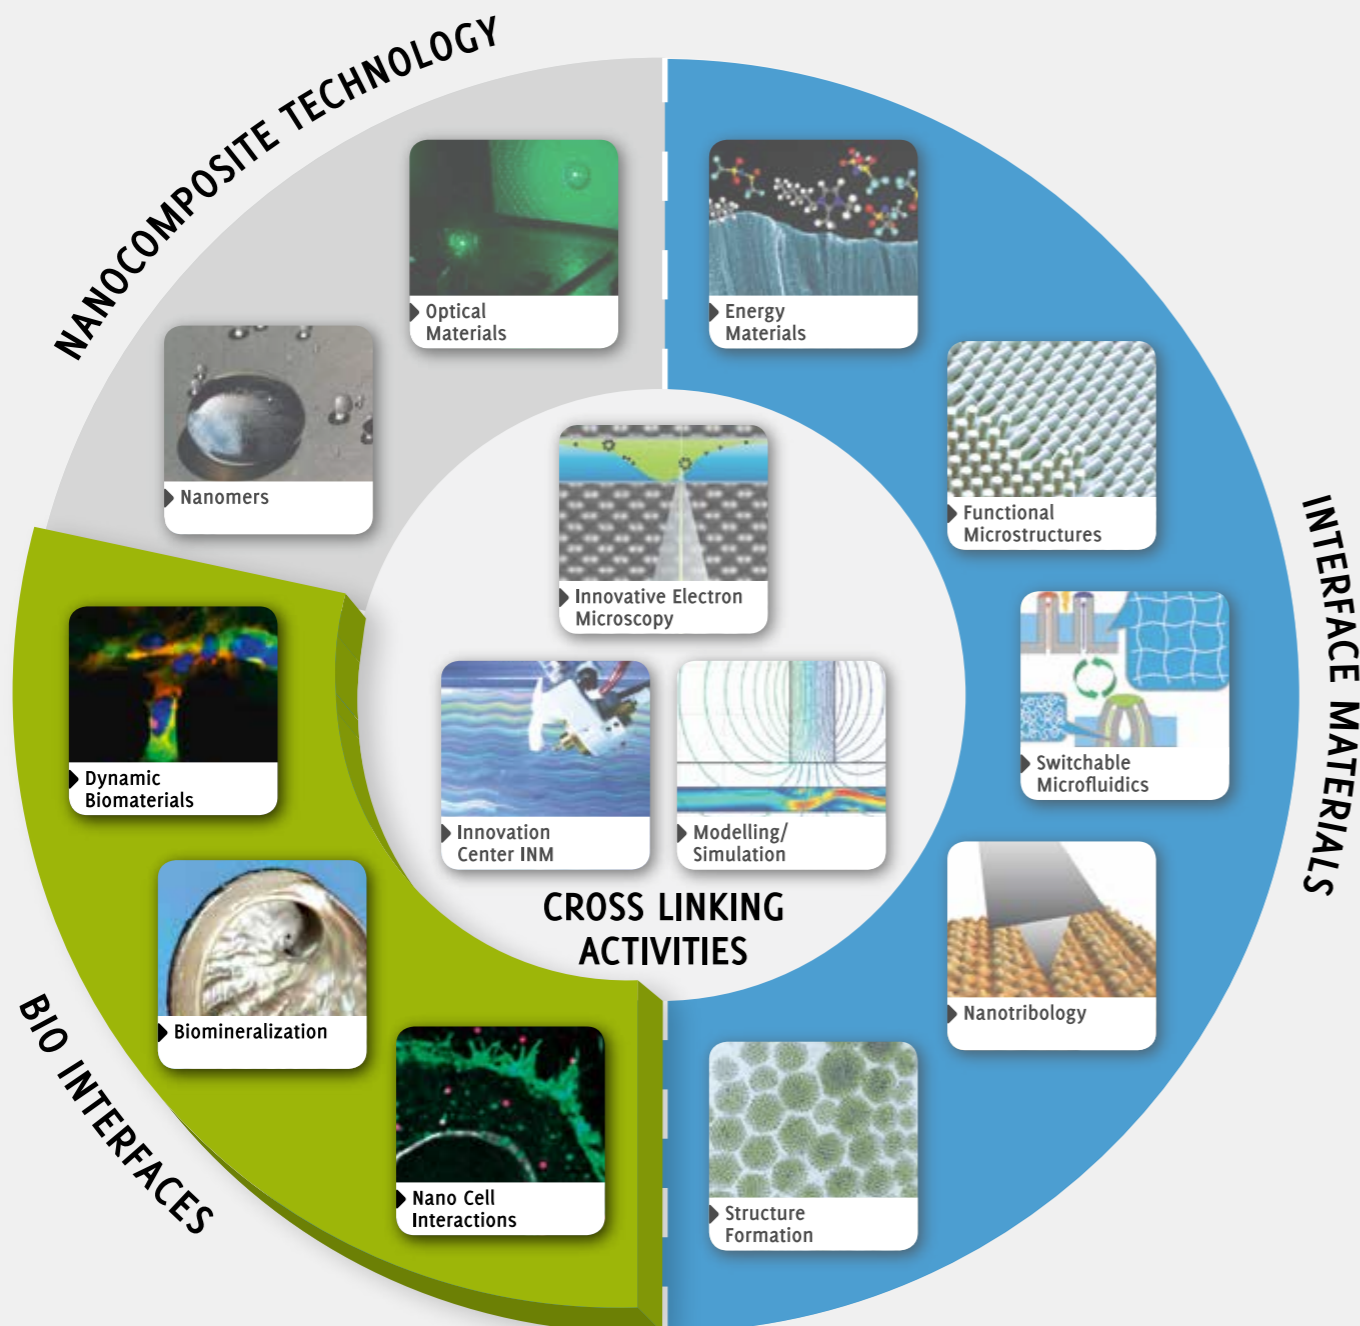 NANOCOMPOSITE TECHNOLOGY
Optical
Materials
Energy
Materials
Nanomers
Functional
Microstructures
Innovative Electron
Microscopy
INTERFACE MATERIALS
Dynamic
Biomaterials
Switchable
Microfluidics
Innovation
Center INM
Modelling/
Simulation
CROSS LINKING
ACTIVITIES
Biomineralization
Nanotribology
BIO INTERFACES
Nano Cell
Interactions
Structure
Formation